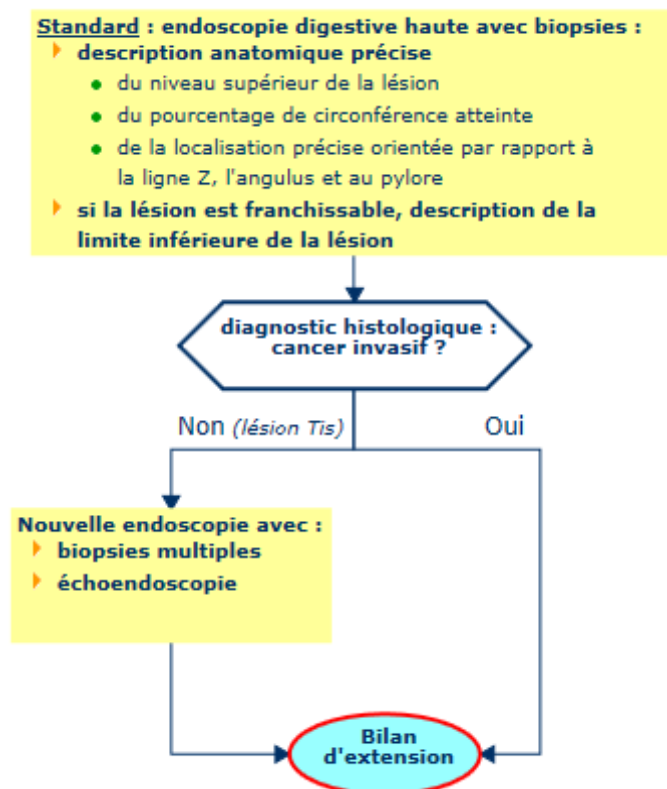 Standard : endoscopie digestive haute avec biopsies :
description anatomique précise
du niveau supérieur de la lésion
du pourcentage de circonférence atteinte
de la localisation précise orientée par rapport à
la ligne Z, l'angulus et au pylore
si la lésion est franchissable, description de la
limite inférieure de la lésion
diagnostic histologique :
cancer invasif ?
Non (lésion Tis)
Oui
Nouvelle endoscopie avec :
biopsies multiples
échoendoscopie
Bilan
d'extension